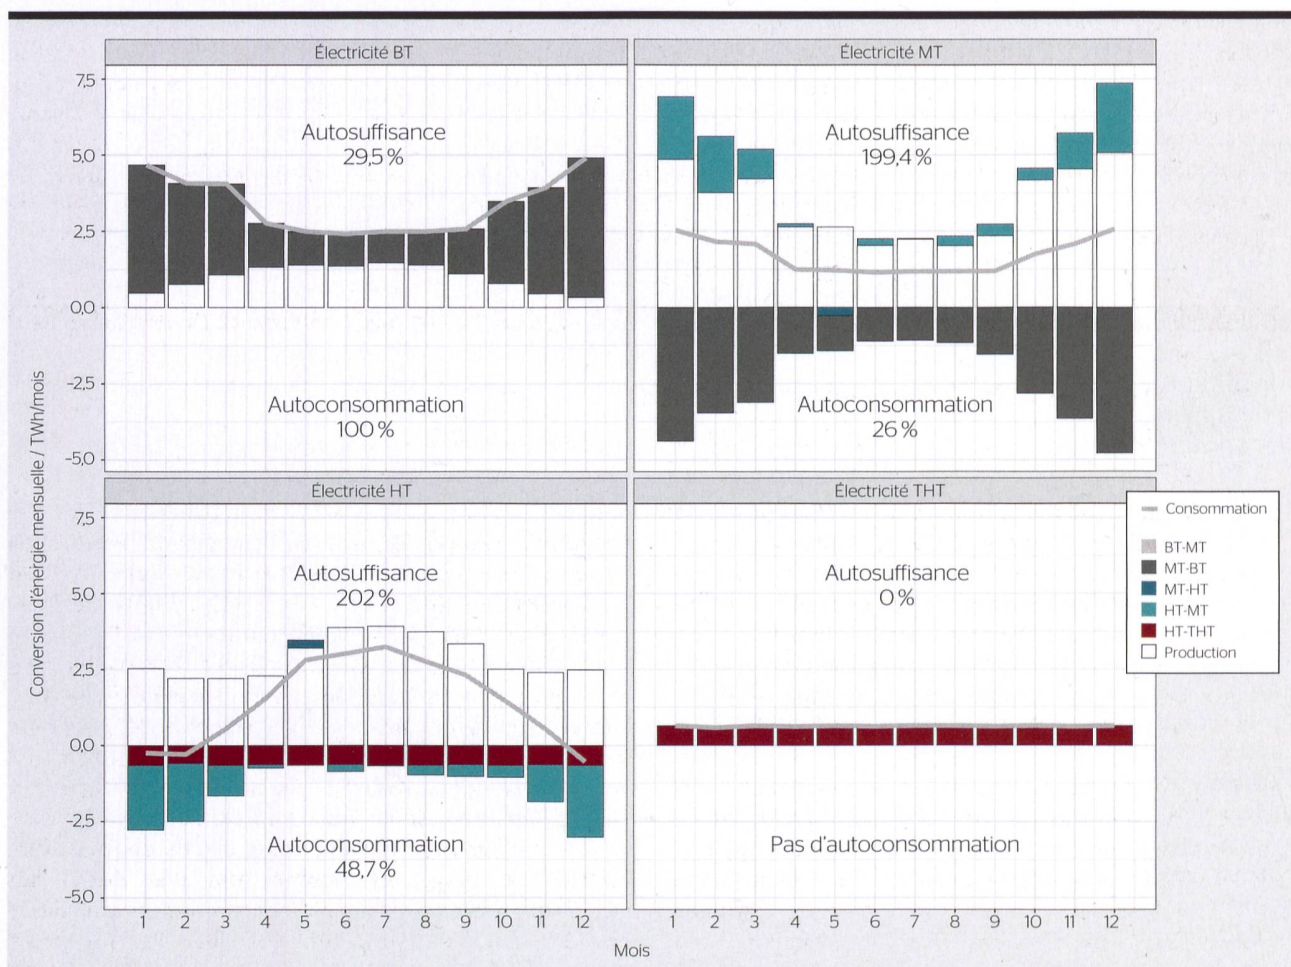 Électricité BT
Électricité MT
7,5
5,0
2,5
0,0
-2,5
-5,0
Autosuffisance
29,5 %
Autoconsommation
100 %
Autosuffisance
199,4 %
Autoconsommation
26 %
Électricité HT
Électricité THT
7,5
5,0
2,5
0,0
-2,5
-5,0
Autosuffisance
202 %
Autoconsommation
48,7 %
Autosuffisance
0 %
Pas d'autoconsommation
Conversion d'énergie mensuelle / TWh/mois
1 2 3 4 5 6 7 8 9 10 11 12
1 2 3 4 5 6 7 8 9 10 11 12
Mois
Consommation
BT-MT
MT-BT
MT-HT
HT-MT
HT-THT
Production